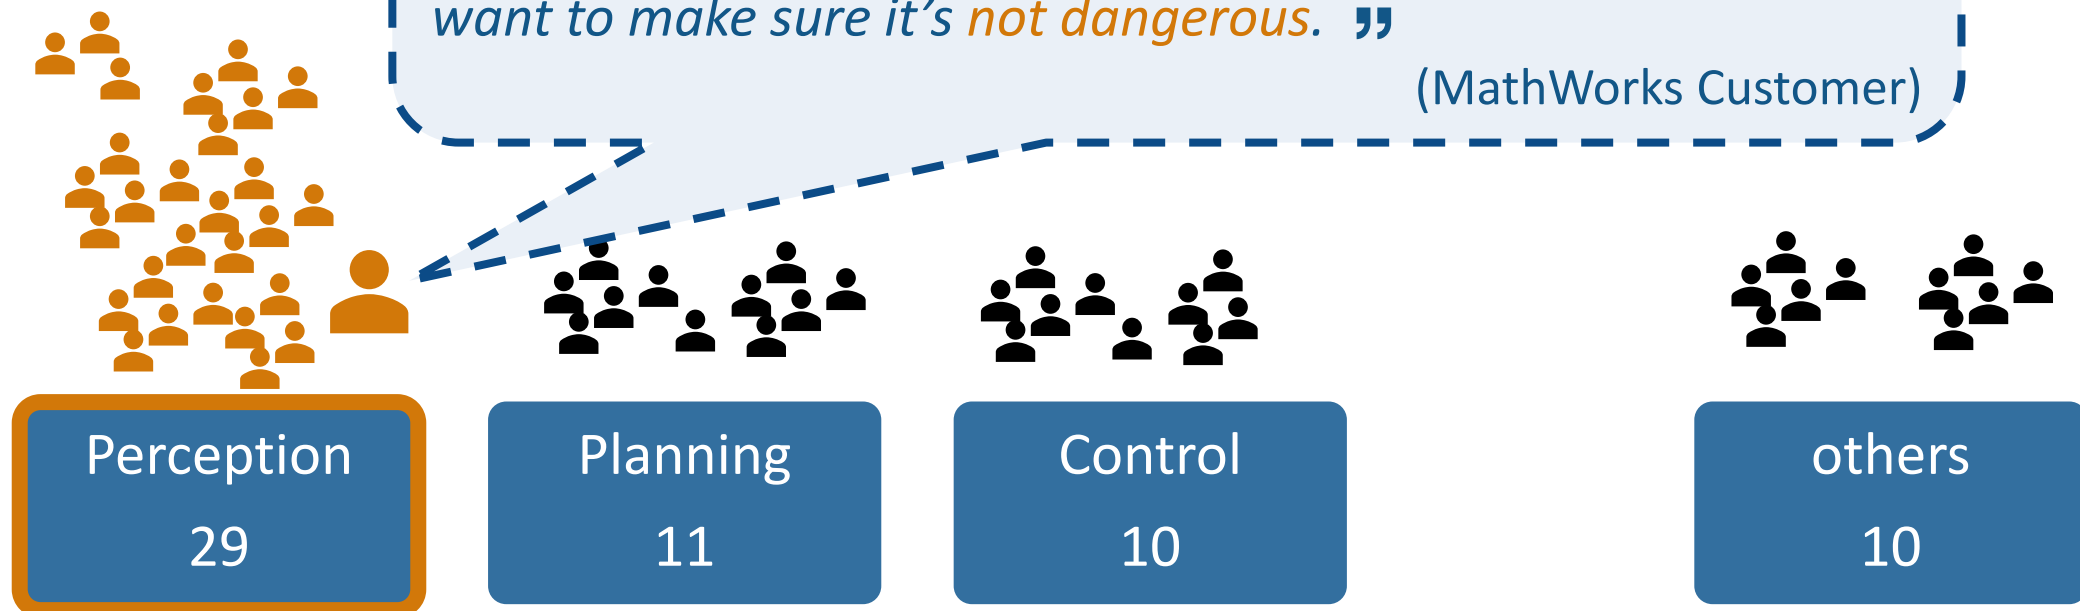 want to make sure it's not dangerous. ”
(MathWorks Customer)
Perception
29
Planning
11
Control
10
others
10